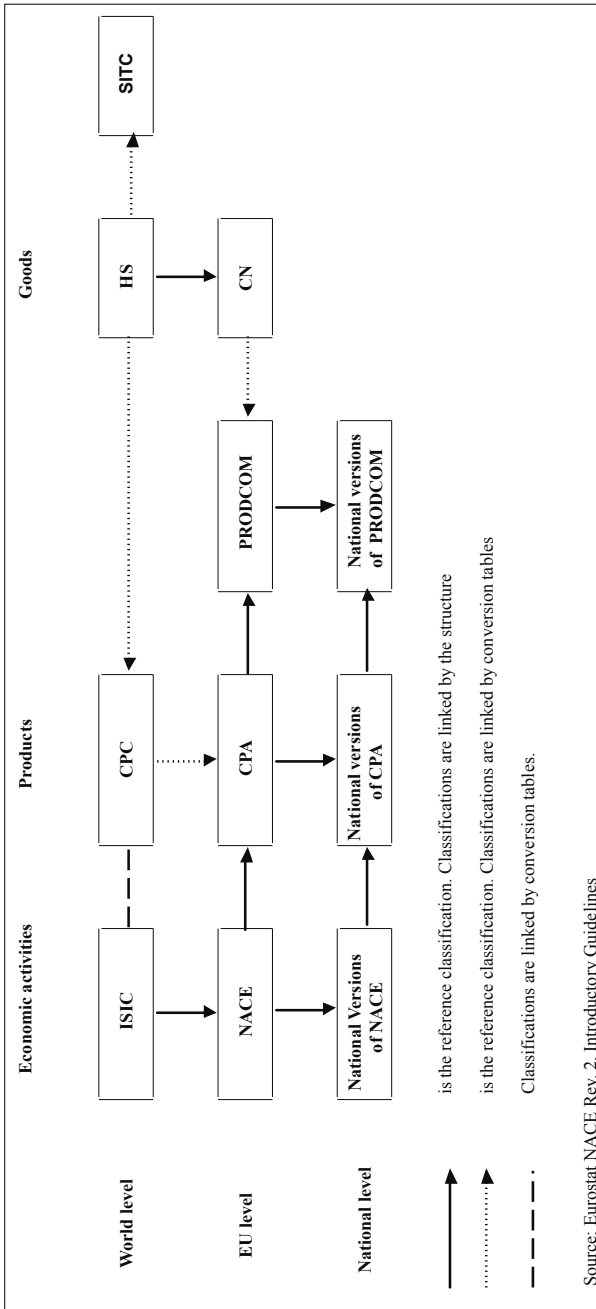 Economic activities
Products
Goods
World level
ISIC
CPC
HS
SITC
EU level
NACE
CPA
PRODCOM
CN
National level
National Versions
of NACE
National versions
of CPA
National versions
of PRODCOM
is the reference classification. Classifications are linked by the structure
is the reference classification. Classifications are linked by conversion tables
Classifications are linked by conversion tables.
Source: Eurostat NACE Rev. 2, Introductory Guidelines